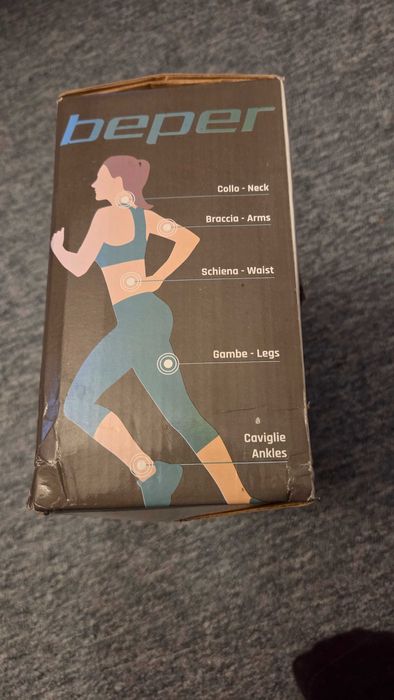 beper
Collo - Neck
Braccia - Arms
Schiena - Waist
Gambe - Legs
Caviglie
Ankles